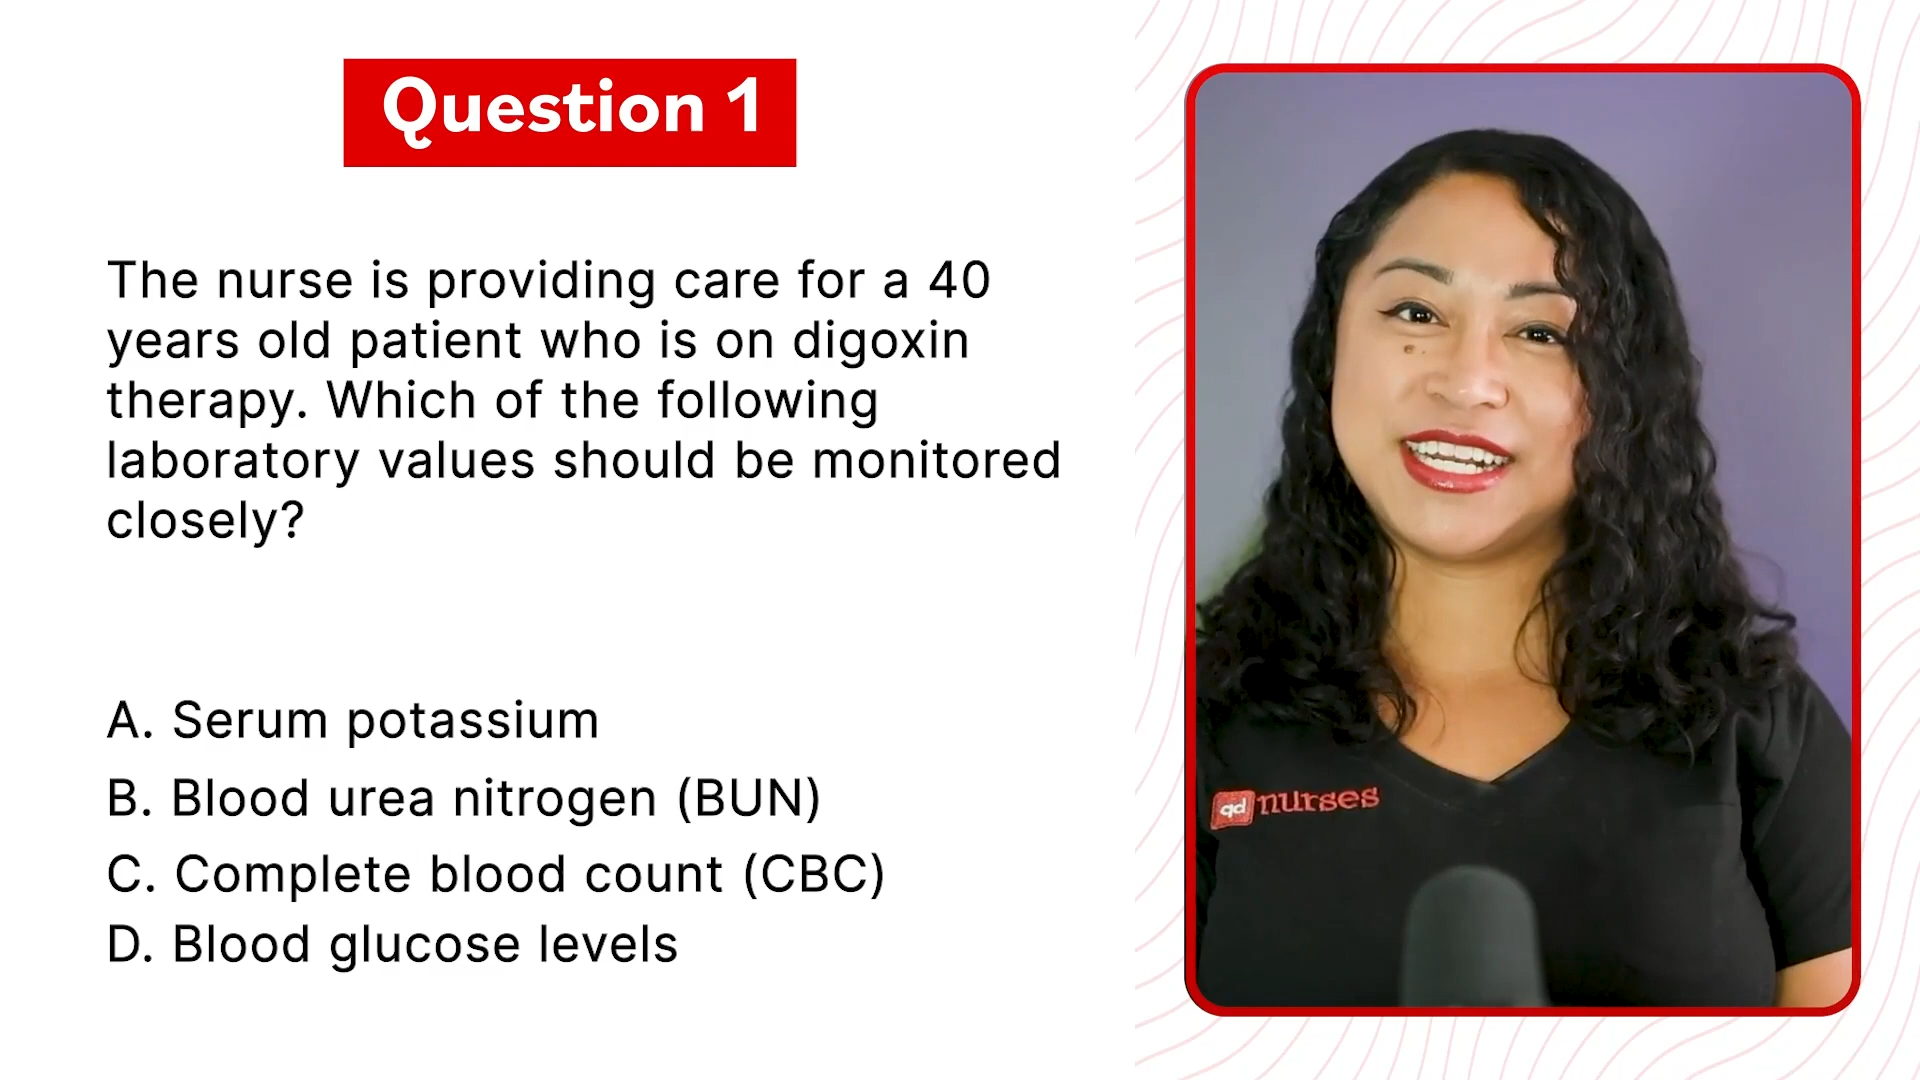 Question 1
The nurse is providing care for a 40
years old patient who is on digoxin
therapy. Which of the following
laboratory values should be monitored
closely?
A. Serum potassium
B. Blood urea nitrogen (BUN)
C. Complete blood count (CBC)
D. Blood glucose levels
qd nurses